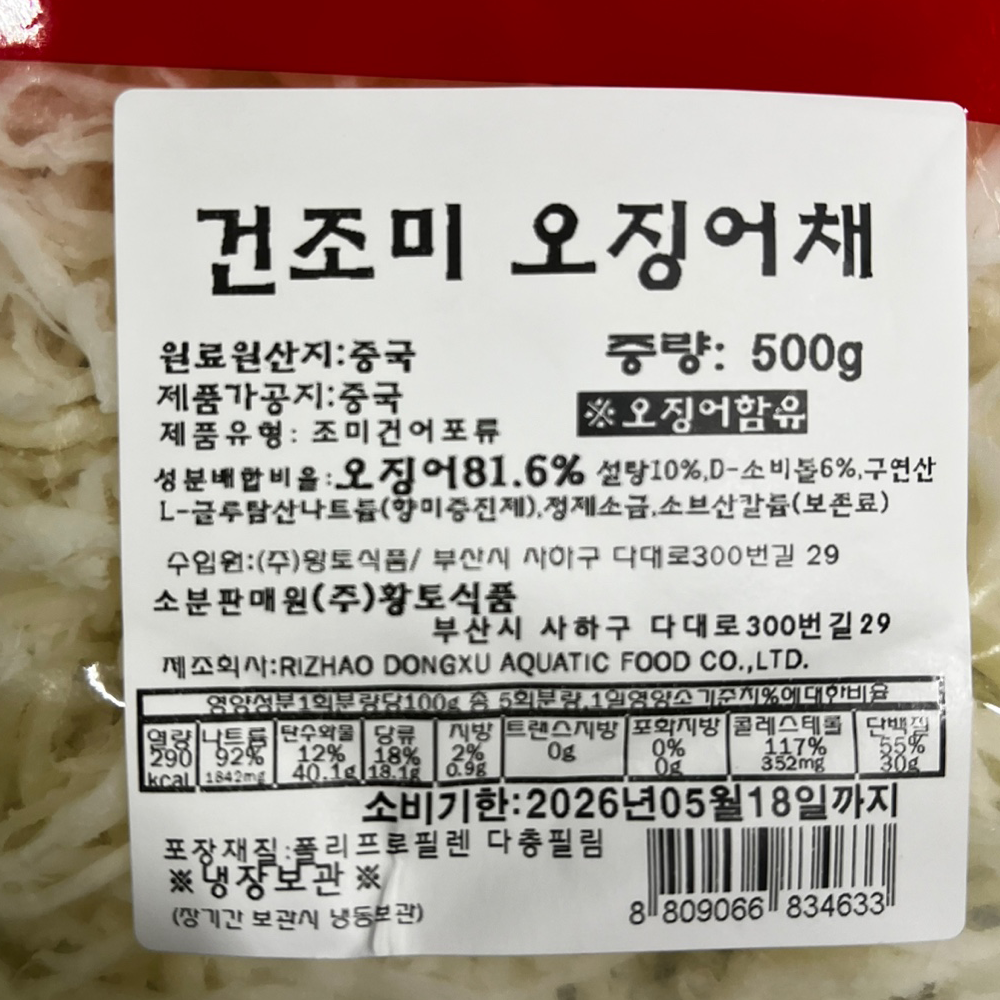 건조미 오징어채
원료원산지:중국
중량: 500g
제품가공지:중국
※오징어함유
제품유형: 조미건어포류
성분배합비율:오징어81.6% 설탕10%,D-소비톨6%,구연산
L-글루탐산나트륨(향미증진제),정제소금,소브산칼륨(보존료)
수입원:(주)황토식품/ 부산시 사하구 다대로300번길 29
소분판매원(주)황토식품
부산시 사하구 다대로300번길29
제조회사:RIZHAO DONGXU AQUATIC FOOD CO.,LTD.
영양성분1회분량당100g 총 5회분량,1일영양소기준치%에대한비율
열량 나트륨 탄수화물 당류 지방 트랜스지방 포화지방 콜레스테롤 단백질
290 92% 12% 18% 2% 0g 0% 117% 55%
kcal 1842mg 40.1g 18.1g 0.9g 0g 352mg 30g
소비기한:2026년05월18일까지
포장재질:폴리프로필렌 다층필림
※냉장보관※
(장기간 보관시 냉동보관)
8 809066 834633